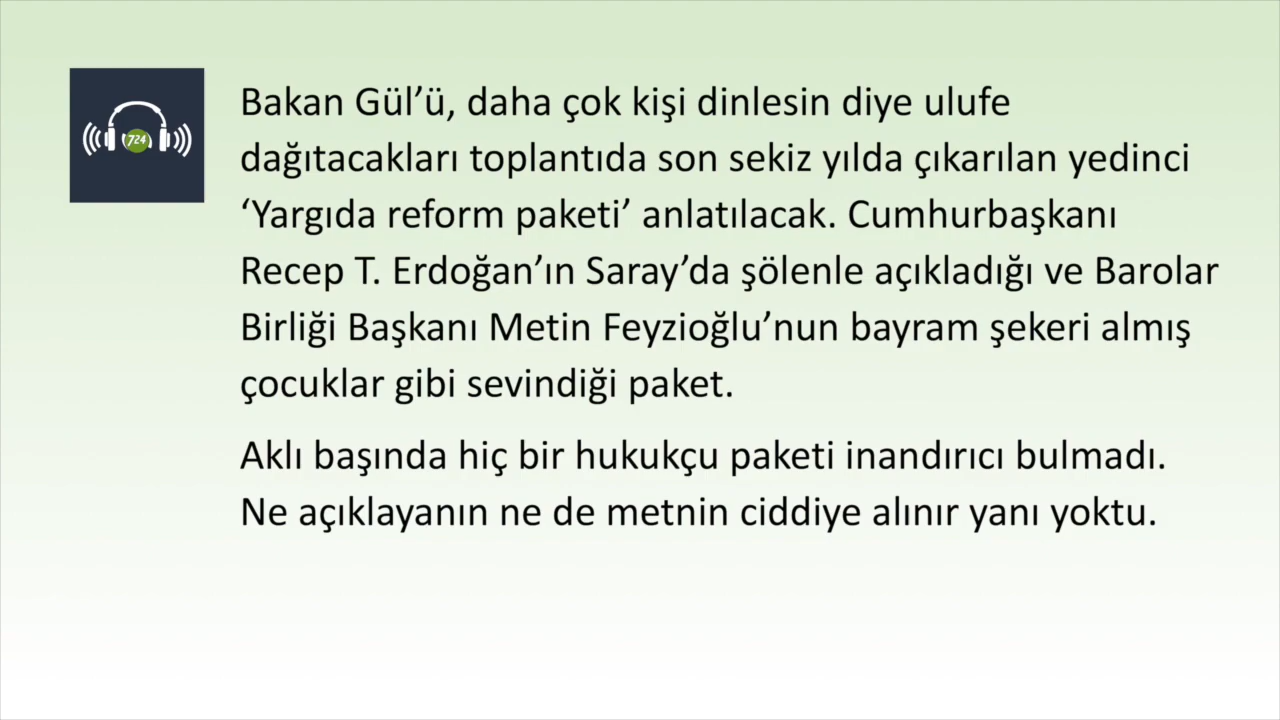 724
Bakan Gül’ü, daha çok kişi dinlesin diye ulufe
dağıtacakları toplantıda son sekiz yılda çıkarılan yedinci
‘Yargıda reform paketi’ anlatılacak. Cumhurbaşkanı
Recep T. Erdoğan’ın Saray’da şölenle açıkladığı ve Barolar
Birliği Başkanı Metin Feyzioğlu’nun bayram şekeri almış
çocuklar gibi sevindiği paket.
Aklı başında hiç bir hukukçu paketi inandırıcı bulmadı.
Ne açıklayanın ne de metnin ciddiye alınır yanı yoktu.